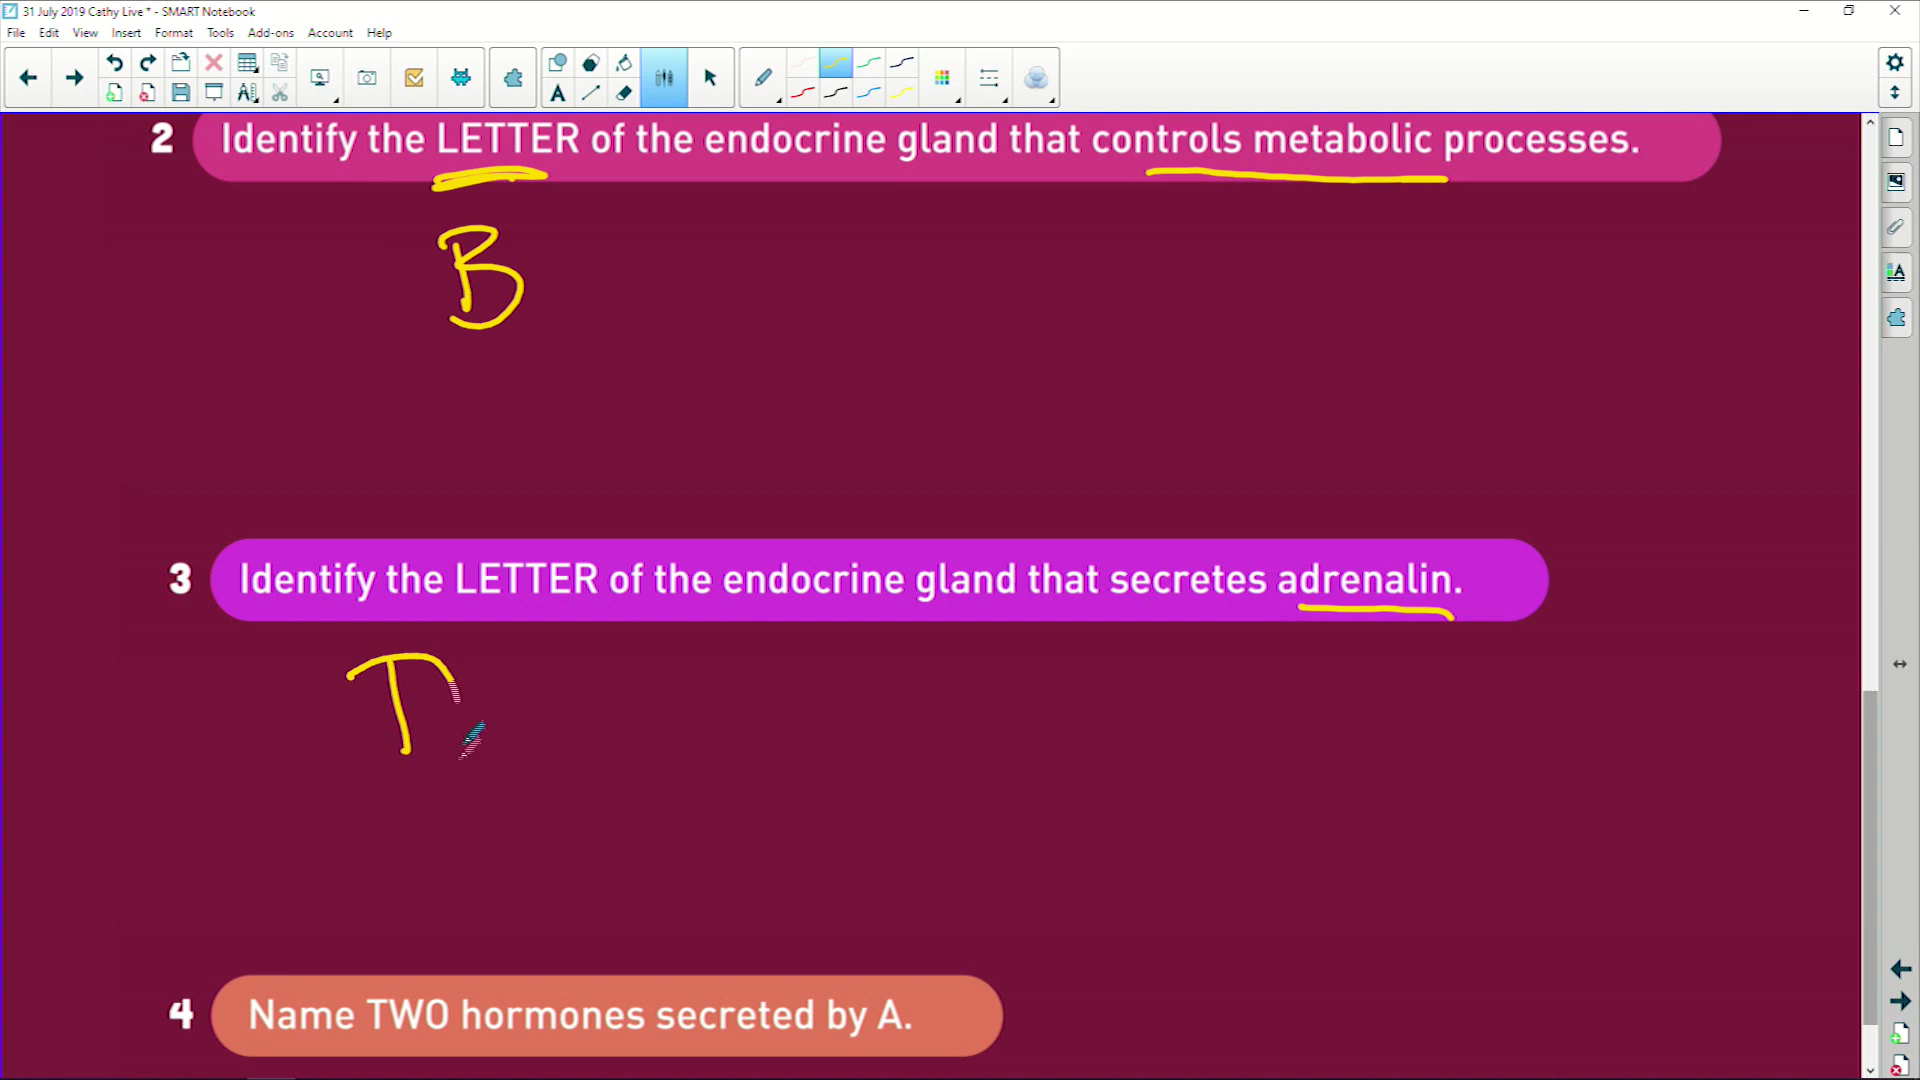 31 July 2019 Cathy Live * - SMART Notebook
File Edit View Insert Format Tools Add-ons Account Help
2 Identify the LETTER of the endocrine gland that controls metabolic processes.
B
3 Identify the LETTER of the endocrine gland that secretes adrenalin.
4 Name TWO hormones secreted by A.